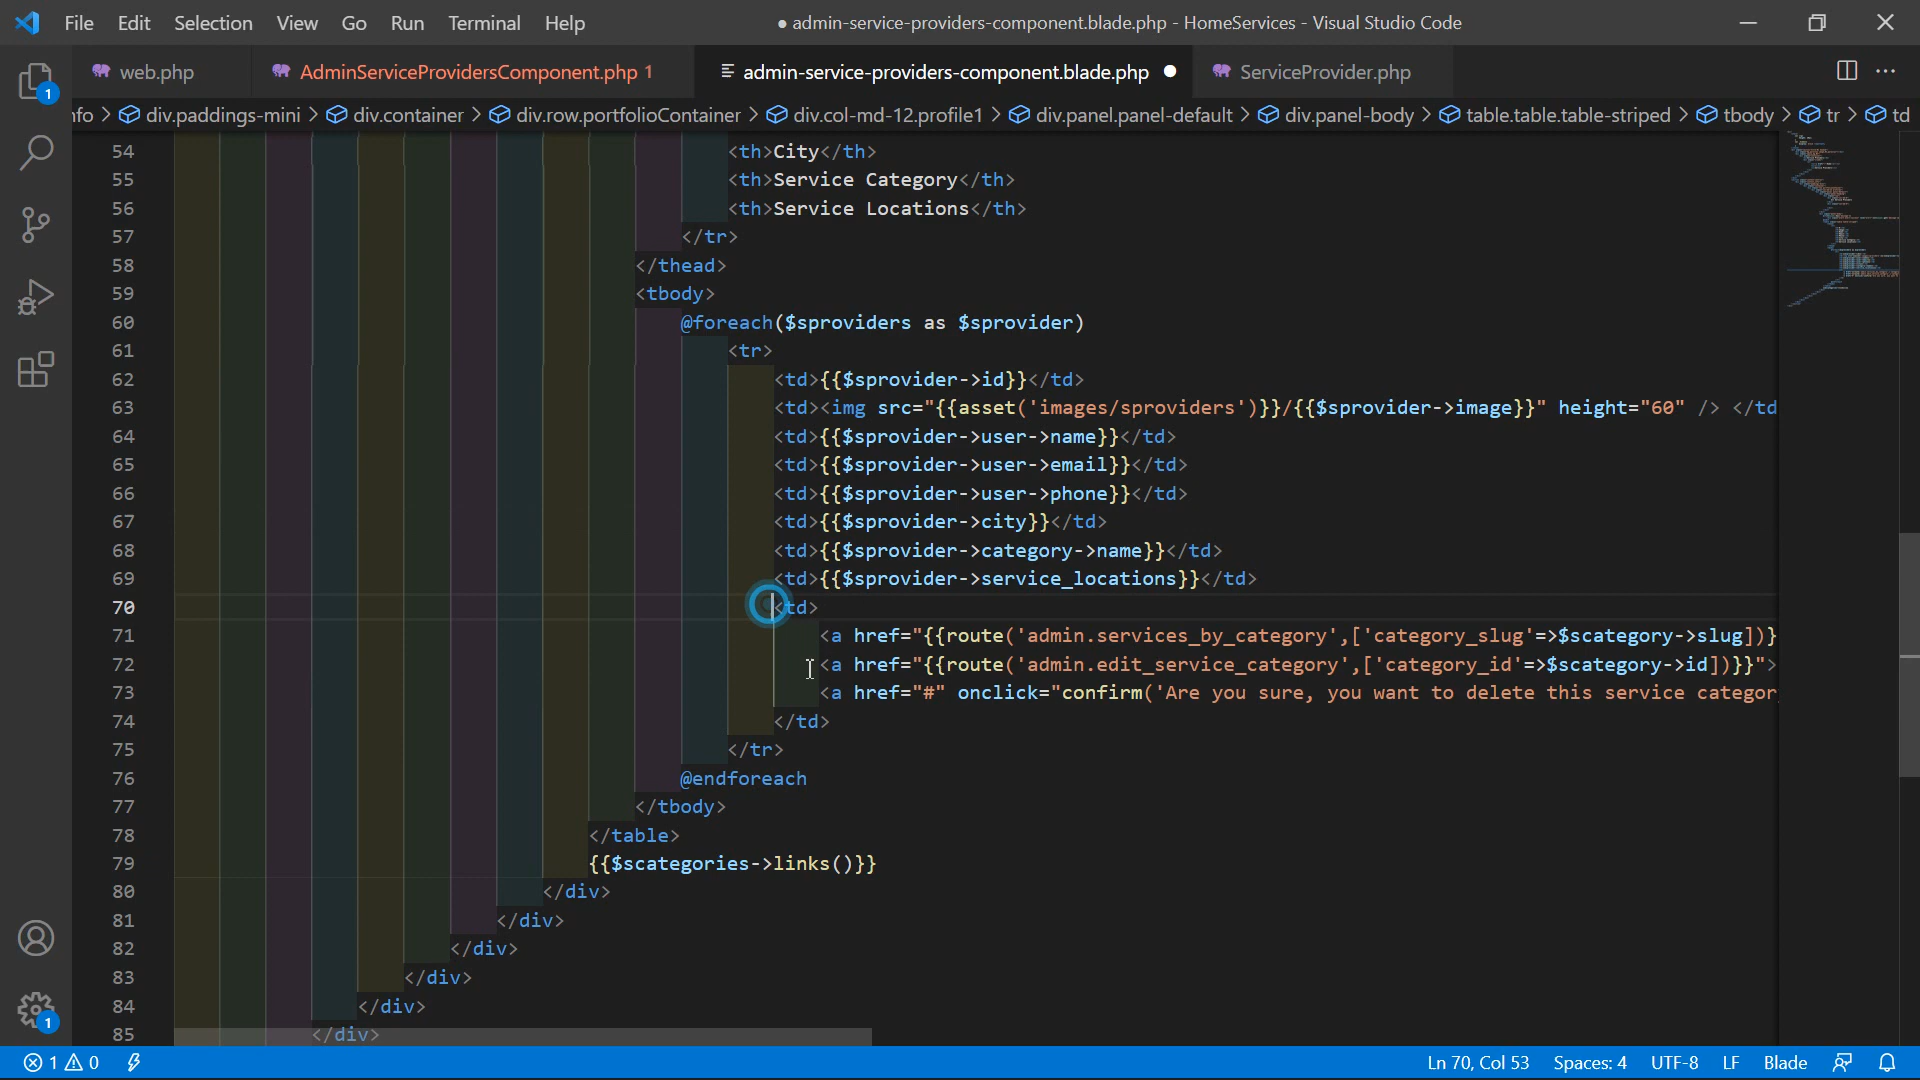 File Edit Selection View Go Run Terminal Help ● admin-service-providers-component.blade.php - HomeServices - Visual Studio Code
web.php AdminServiceProvidersComponent.php 1 admin-service-providers-component.blade.php ● ServiceProvider.php
nfo > div.paddings-mini > div.container > div.row.portfolioContainer > div.col-md-12.profile1 > div.panel.panel-default > div.panel-body > table.table.table-striped > tbody > tr > td
54 <th>City</th>
55 <th>Service Category</th>
56 <th>Service Locations</th>
57 </tr>
58 </thead>
59 <tbody>
60 @foreach($sproviders as $sprovider)
61 <tr>
62 <td>{{$sprovider->id}}</td>
63 <td><img src="{{asset('images/sproviders')}}/{{$sprovider->image}}" height="60" /> </td
64 <td>{{$sprovider->user->name}}</td>
65 <td>{{$sprovider->user->email}}</td>
66 <td>{{$sprovider->user->phone}}</td>
67 <td>{{$sprovider->city}}</td>
68 <td>{{$sprovider->category->name}}</td>
69 <td>{{$sprovider->service_locations}}</td>
70 <td>
71 <a href="{{route('admin.services_by_category',['category_slug'=>$scategory->slug])}
72 <a href="{{route('admin.edit_service_category',['category_id'=>$scategory->id])}}">
73 <a href="#" onclick="confirm('Are you sure, you want to delete this service categor
74 </td>
75 </tr>
76 @endforeach
77 </tbody>
78 </table>
79 {{$scategories->links()}}
80 </div>
81 </div>
82 </div>
83 </div>
84 </div>
85 </div>
1
1
1 0 Ln 70, Col 53 Spaces: 4 UTF-8 LF Blade